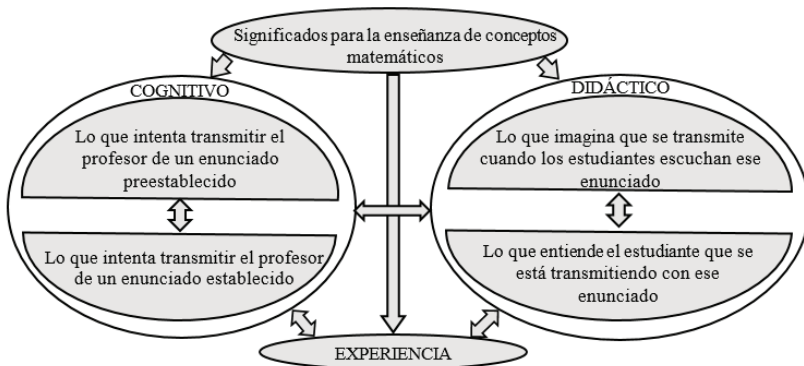 Significados para la enseñanza de conceptos
matemáticos
COGNITIVO
Lo que intenta transmitir el
profesor de un enunciado
preestablecido
Lo que intenta transmitir el profesor
de un enunciado establecido
DIDÁCTICO
Lo que imagina que se transmite
cuando los estudiantes escuchan ese
enunciado
Lo que entiende el estudiante que se
está transmitiendo con ese
enunciado
EXPERIENCIA